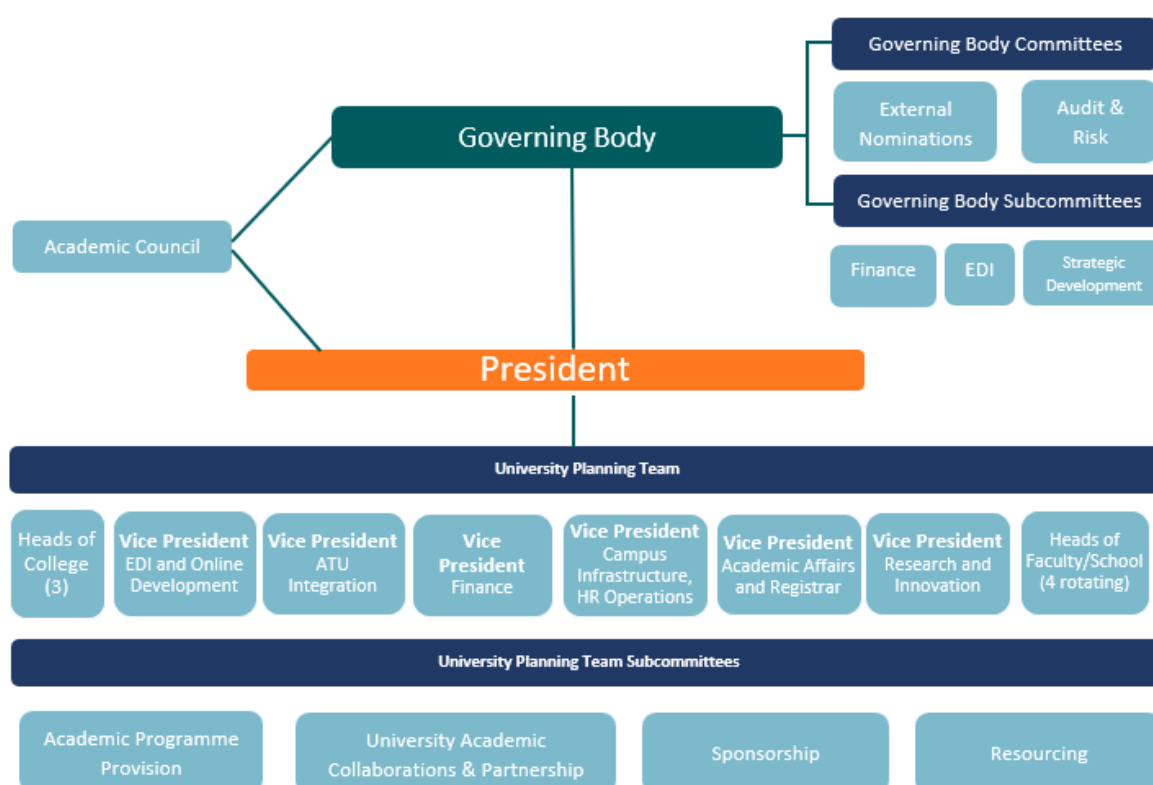 Governing Body Committees
External
Nominations
Audit &
Risk
Governing Body
Governing Body Subcommittees
Academic Council
Finance
EDI
Strategic
Development
President
University Planning Team
Heads of
College
(3)
Vice President
EDI and Online
Development
Vice President
ATU
Integration
Vice
President
Finance
Vice President
Campus
Infrastructure,
HR Operations
Vice President
Academic Affairs
and Registrar
Vice President
Research and
Innovation
Heads of
Faculty/School
(4 rotating)
University Planning Team Subcommittees
Academic Programme
Provision
University Academic
Collaborations & Partnership
Sponsorship
Resourcing